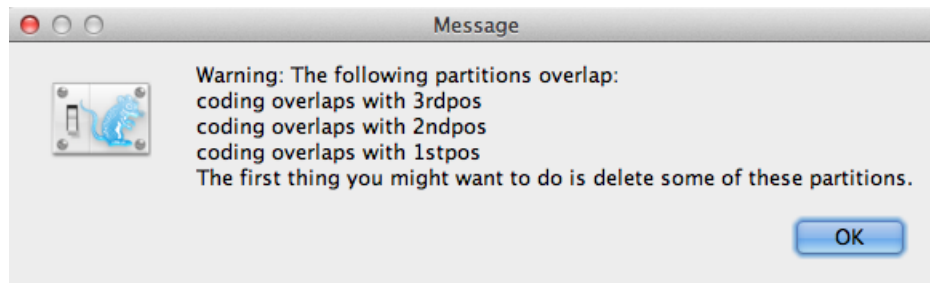 Message
Warning: The following partitions overlap:
coding overlaps with 3rdpos
coding overlaps with 2ndpos
coding overlaps with 1stpos
The first thing you might want to do is delete some of these partitions.
OK